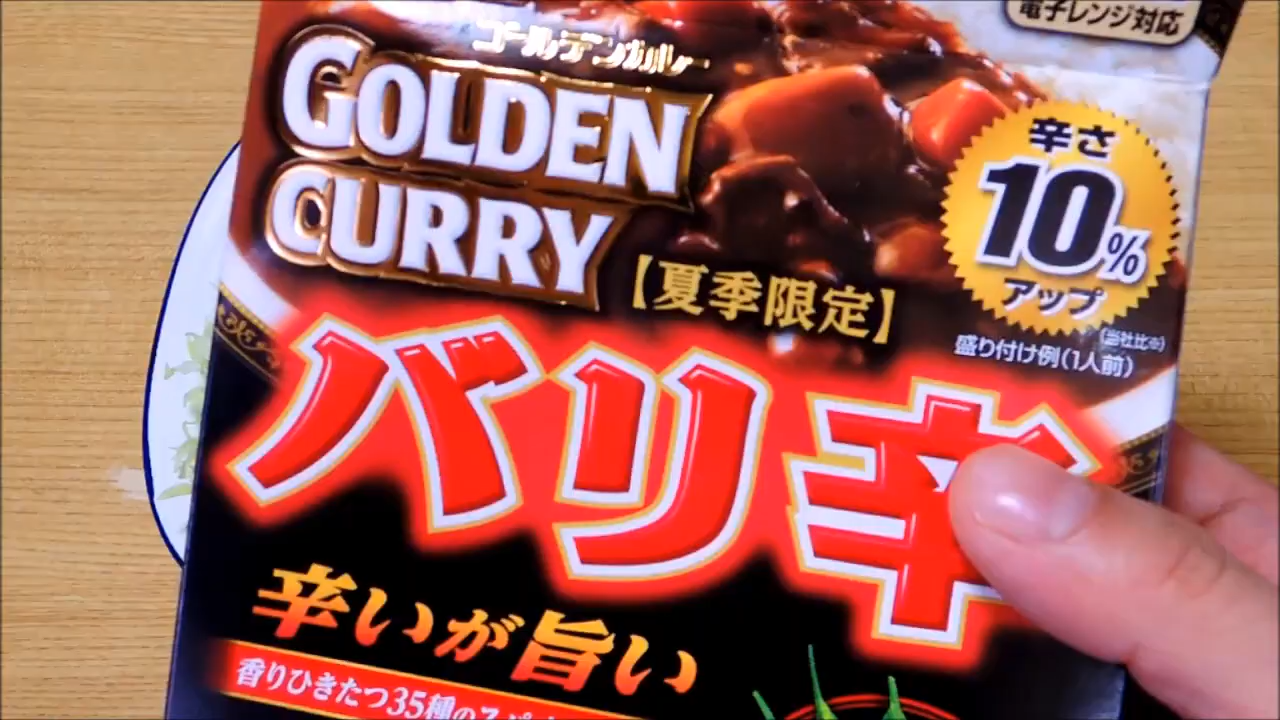 電子レンジ対応
ゴールデンカレー
GOLDEN
CURRY
辛さ
10%
アップ
(当社比※)
【夏季限定】
盛り付け例(1人前)
バリ辛
辛いが旨い
香りひきたつ35種の